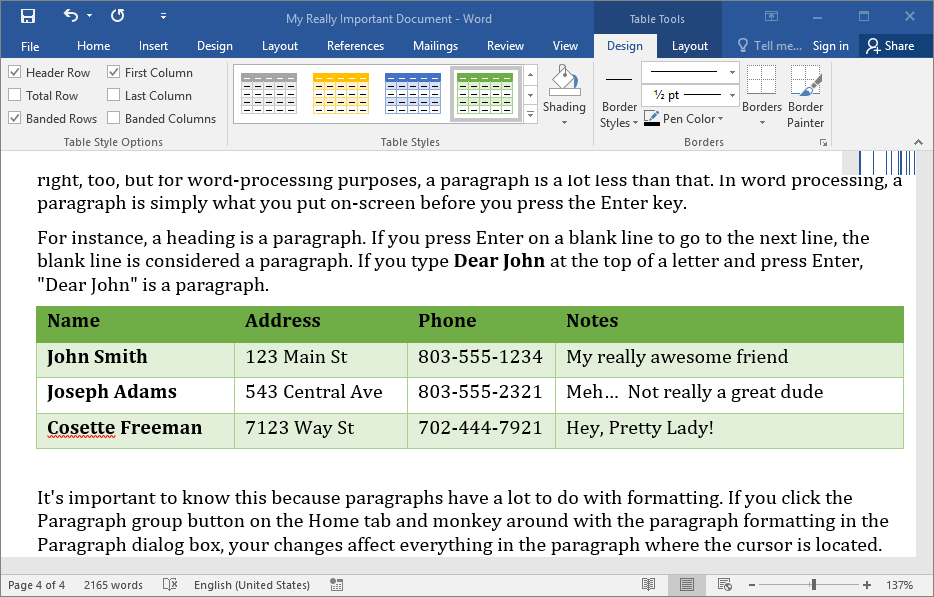 My Really Important Document - Word
Table Tools
File Home Insert Design Layout References Mailings Review View Design Layout Tell me... Sign in Share
Header Row First Column
Total Row Last Column
Banded Rows Banded Columns
Table Style Options
Table Styles
Shading
Border Styles
½ pt
Pen Color
Borders
Border Painter
Borders
right, too, but for word-processing purposes, a paragraph is a lot less than that. In word processing, a
paragraph is simply what you put on-screen before you press the Enter key.
For instance, a heading is a paragraph. If you press Enter on a blank line to go to the next line, the
blank line is considered a paragraph. If you type Dear John at the top of a letter and press Enter,
"Dear John" is a paragraph.
Name Address Phone Notes
John Smith 123 Main St 803-555-1234 My really awesome friend
Joseph Adams 543 Central Ave 803-555-2321 Meh… Not really a great dude
Cosette Freeman 7123 Way St 702-444-7921 Hey, Pretty Lady!
It's important to know this because paragraphs have a lot to do with formatting. If you click the
Paragraph group button on the Home tab and monkey around with the paragraph formatting in the
Paragraph dialog box, your changes affect everything in the paragraph where the cursor is located.
Page 4 of 4 2165 words English (United States) 137%